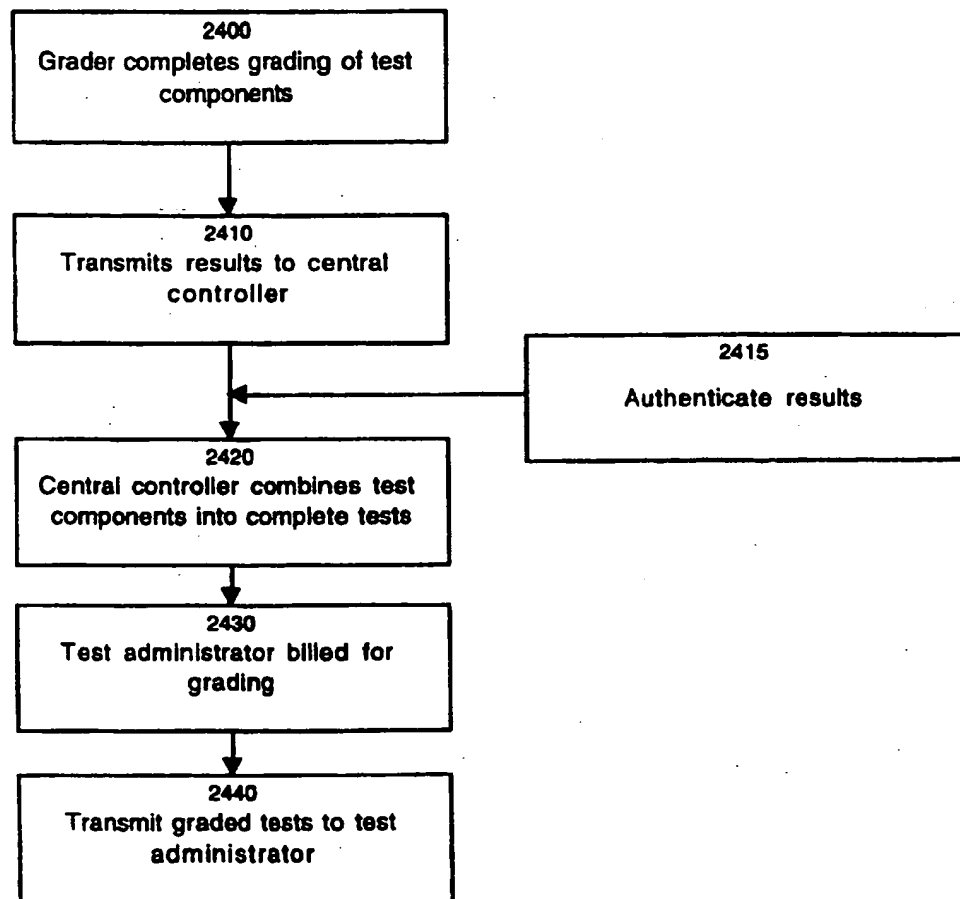 2400
Grader completes grading of test
components
2410
Transmits results to central
controller
2415
Authenticate results
2420
Central controller combines test
components into complete tests
2430
Test administrator billed for
grading
2440
Transmit graded tests to test
administrator